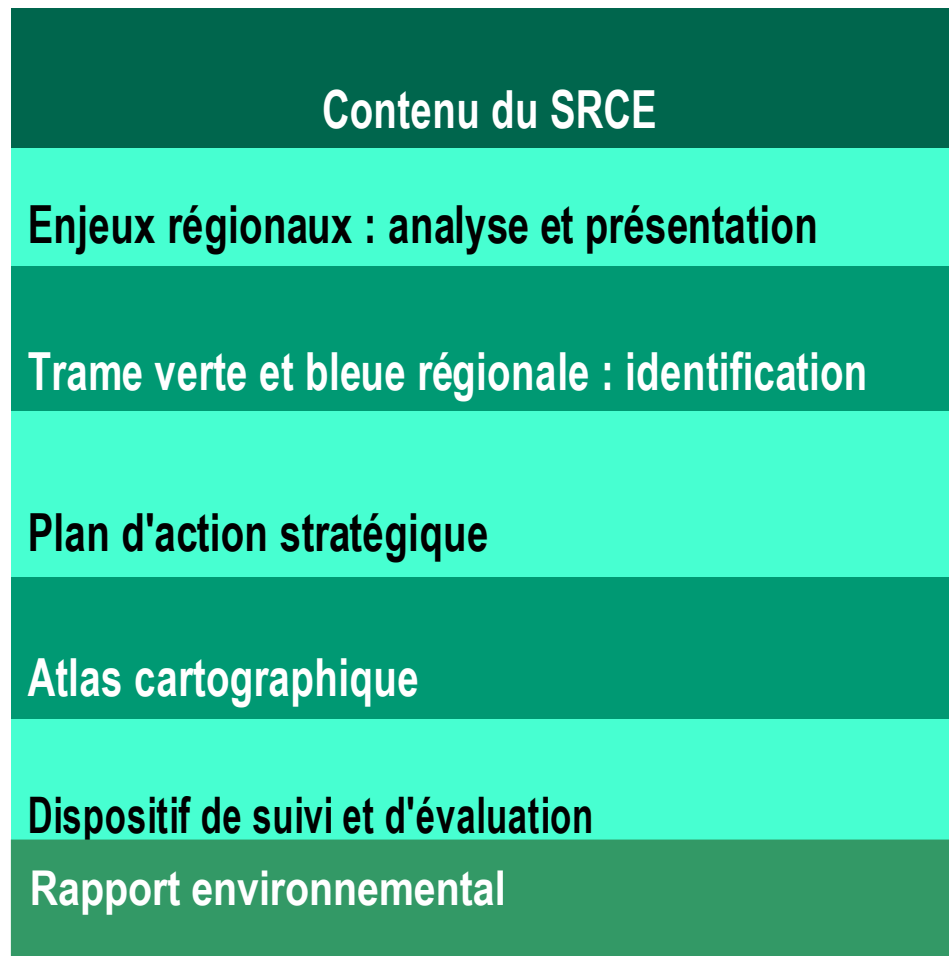 Contenu du SRCE
Enjeux régionaux : analyse et présentation
Trame verte et bleue régionale : identification
Plan d'action stratégique
Atlas cartographique
Dispositif de suivi et d'évaluation
Rapport environnemental